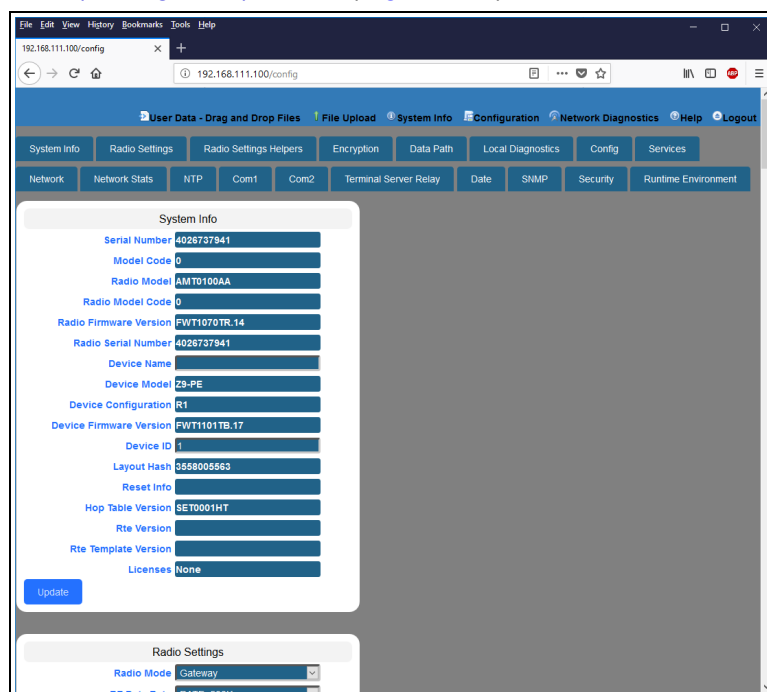 File Edit View History Bookmarks Tools Help
192.168.111.100/config
192.168.111.100/config
User Data - Drag and Drop Files File Upload System Info Configuration Network Diagnostics Help Logout
System Info Radio Settings Radio Settings Helpers Encryption Data Path Local Diagnostics Config Services
Network Network Stats NTP Com1 Com2 Terminal Server Relay Date SNMP Security Runtime Environment
System Info
Serial Number 4026737941
Model Code 0
Radio Model AMT0100AA
Radio Model Code 0
Radio Firmware Version FWT1070TR.14
Radio Serial Number 4026737941
Device Name
Device Model Z9-PE
Device Configuration R1
Device Firmware Version FWT1101TB.17
Device ID 1
Layout Hash 3558005563
Reset Info
Hop Table Version SET0001HT
Rte Version
Rte Template Version
Licenses None
Update
Radio Settings
Radio Mode Gateway